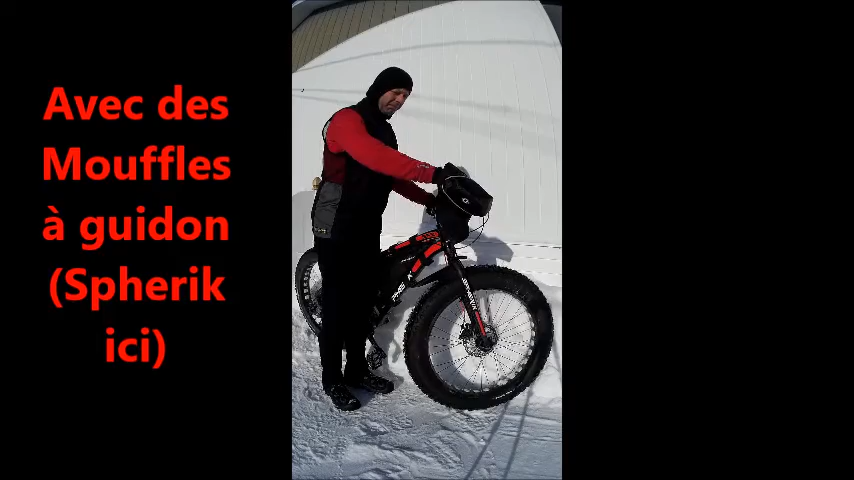 Avec des
Mouffles
à guidon
(Spherik
ici)